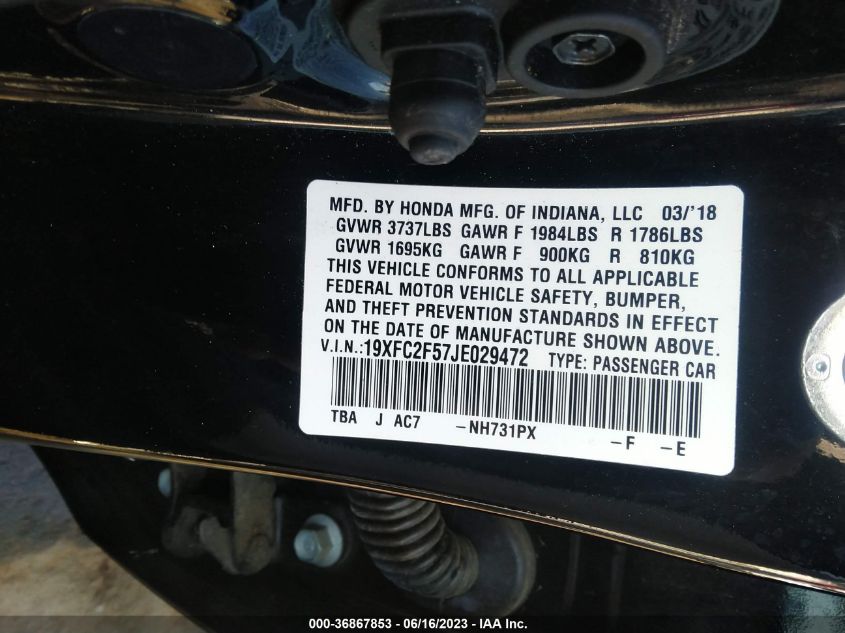 MFD. BY HONDA MFG. OF INDIANA, LLC 03/'18
GVWR 3737LBS GAWR F 1984LBS R 1786LBS
GVWR 1695KG GAWR F 900KG R 810KG
THIS VEHICLE CONFORMS TO ALL APPLICABLE
FEDERAL MOTOR VEHICLE SAFETY, BUMPER,
AND THEFT PREVENTION STANDARDS IN EFFECT
ON THE DATE OF MANUFACTURE SHOWN ABOVE.
V.I.N.: 19XFC2F57JE029472 TYPE: PASSENGER CAR
TBA J AC7 -NH731PX -F -E
000-36867853 - 06/16/2023 - IAA Inc.